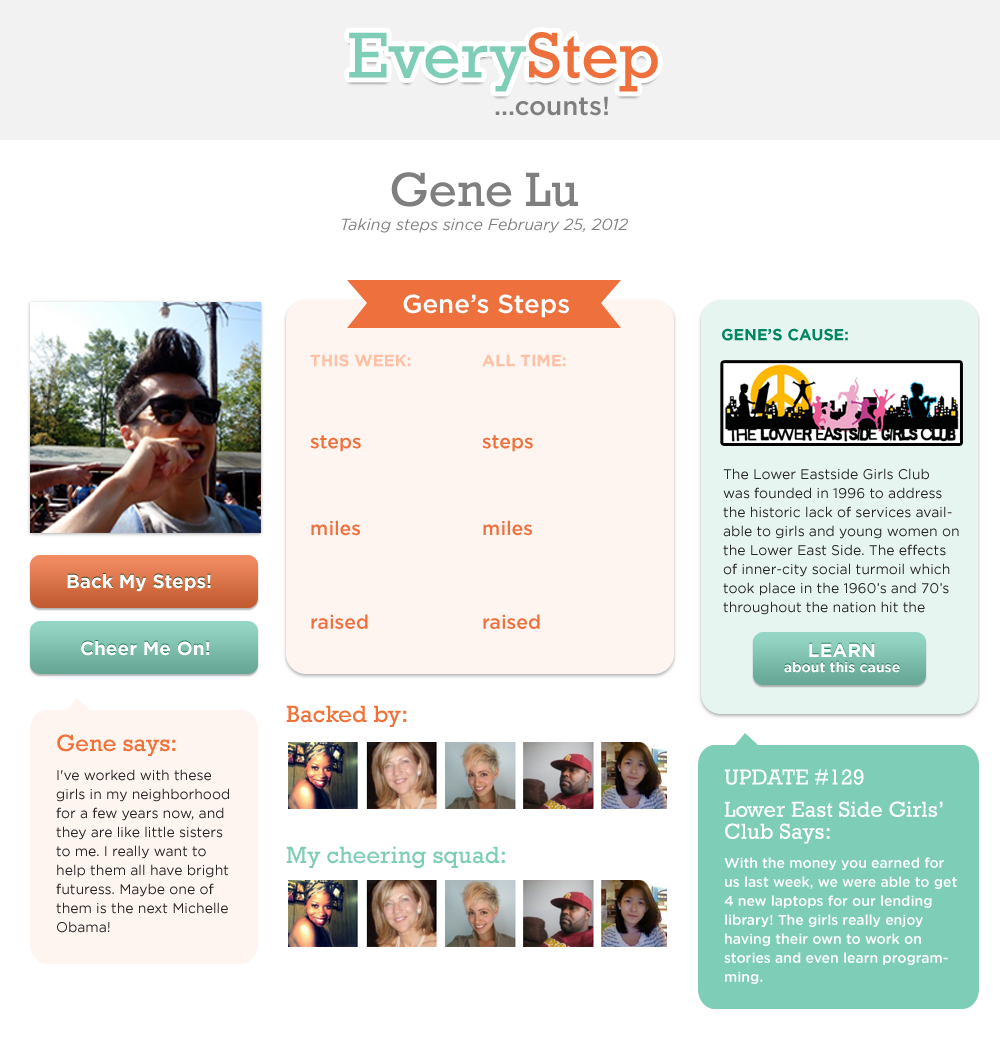 EveryStep
...counts!
Gene Lu
Taking steps since February 25, 2012
Back My Steps!
Cheer Me On!
Gene says:
I've worked with these
girls in my neighborhood
for a few years now, and
they are like little sisters
to me. I really want to
help them all have bright
futuress. Maybe one of
them is the next Michelle
Obama!
Gene's Steps
THIS WEEK: ALL TIME:
steps steps
miles miles
raised raised
Backed by:
My cheering squad:
GENE'S CAUSE:
THE LOWER EASTSIDE GIRLS CLUB
The Lower Eastside Girls Club
was founded in 1996 to address
the historic lack of services avail-
able to girls and young women on
the Lower East Side. The effects
of inner-city social turmoil which
took place in the 1960's and 70's
throughout the nation hit the
LEARN
about this cause
UPDATE #129
Lower East Side Girls'
Club Says:
With the money you earned for
us last week, we were able to get
4 new laptops for our lending
library! The girls really enjoy
having their own to work on
stories and even learn program-
ming.